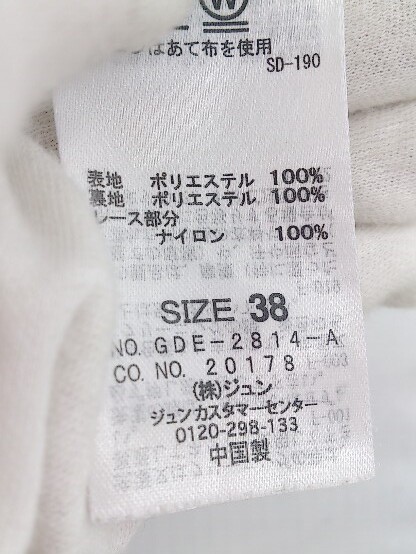 W
はあて布を使用
SD-190
表地 ポリエステル 100%
裏地 ポリエステル 100%
レース部分
ナイロン 100%
SIZE 38
NO. GDE-2814-A
CO. NO. 20178
(株)ジュン
ジュンカスタマーセンター
0120-298-133
中国製